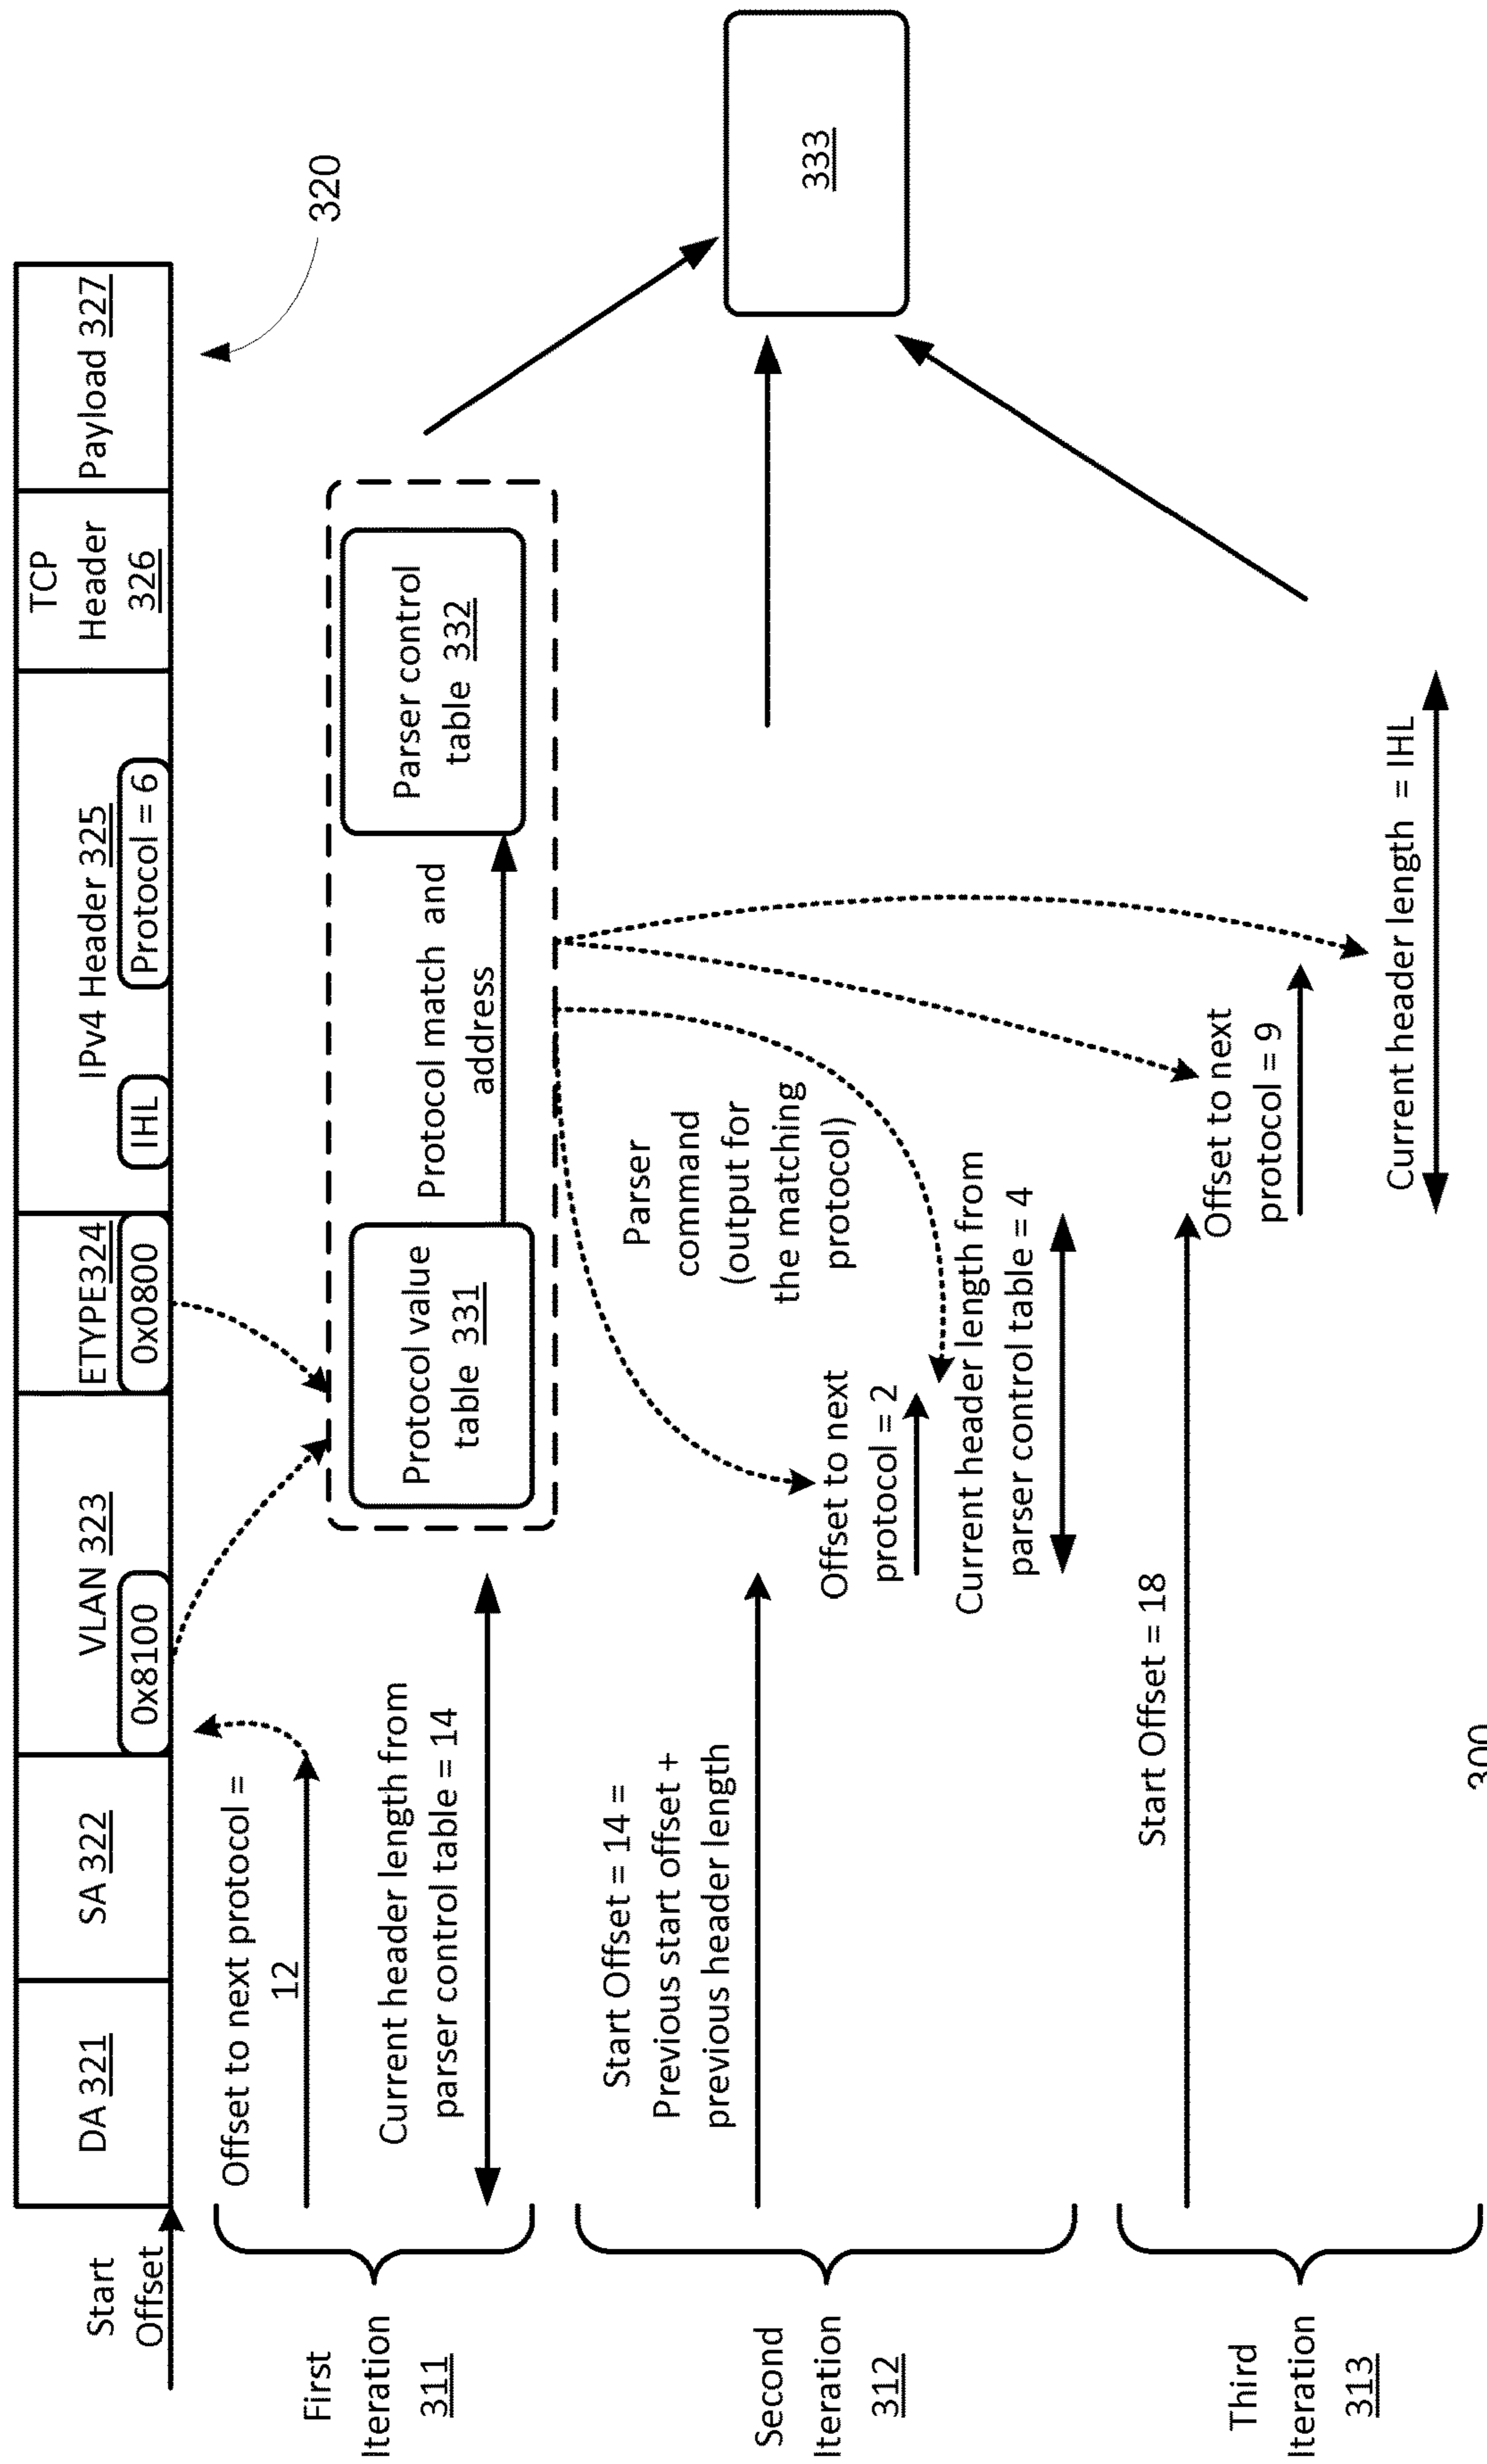 Start
Offset
DA 321
SA 322
VLAN 323
0x8100
ETYPE324
0x0800
IPv4 Header 325
IHL
Protocol = 6
TCP
Header
326
Payload 327
320
First
Iteration
311
Offset to next protocol =
12
Current header length from
parser control table = 14
Protocol value
table 331
Protocol match and
address
Parser control
table 332
333
Second
Iteration
312
Start Offset = 14 =
Previous start offset +
previous header length
Offset to next
protocol = 2
Current header length from
parser control table = 4
Parser
command
(output for
the matching
protocol)
Third
Iteration
313
Start Offset = 18
Offset to next
protocol = 9
Current header length = IHL
300